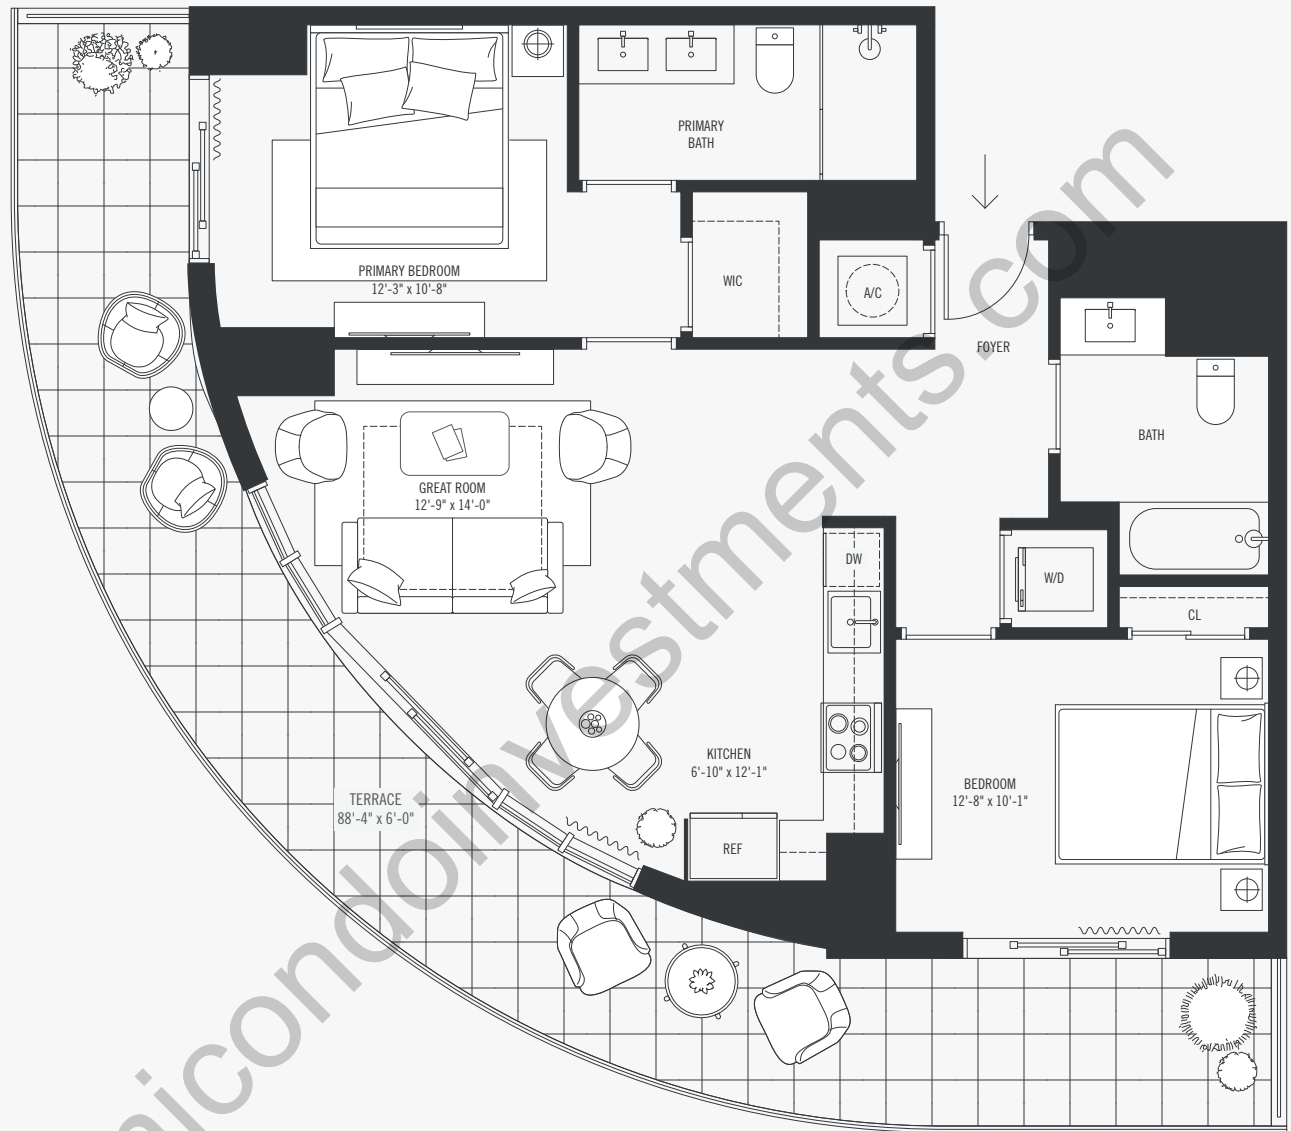 PRIMARY
BATH
PRIMARY BEDROOM
12'-3" x 10'-8"
WIC
A/C
FOYER
BATH
GREAT ROOM
12'-9" x 14'-0"
DW
W/D
CL
KITCHEN
6'-10" x 12'-1"
BEDROOM
12'-8" x 10'-1"
TERRACE
88'-4" x 6'-0"
REF
micondoinvestments.com